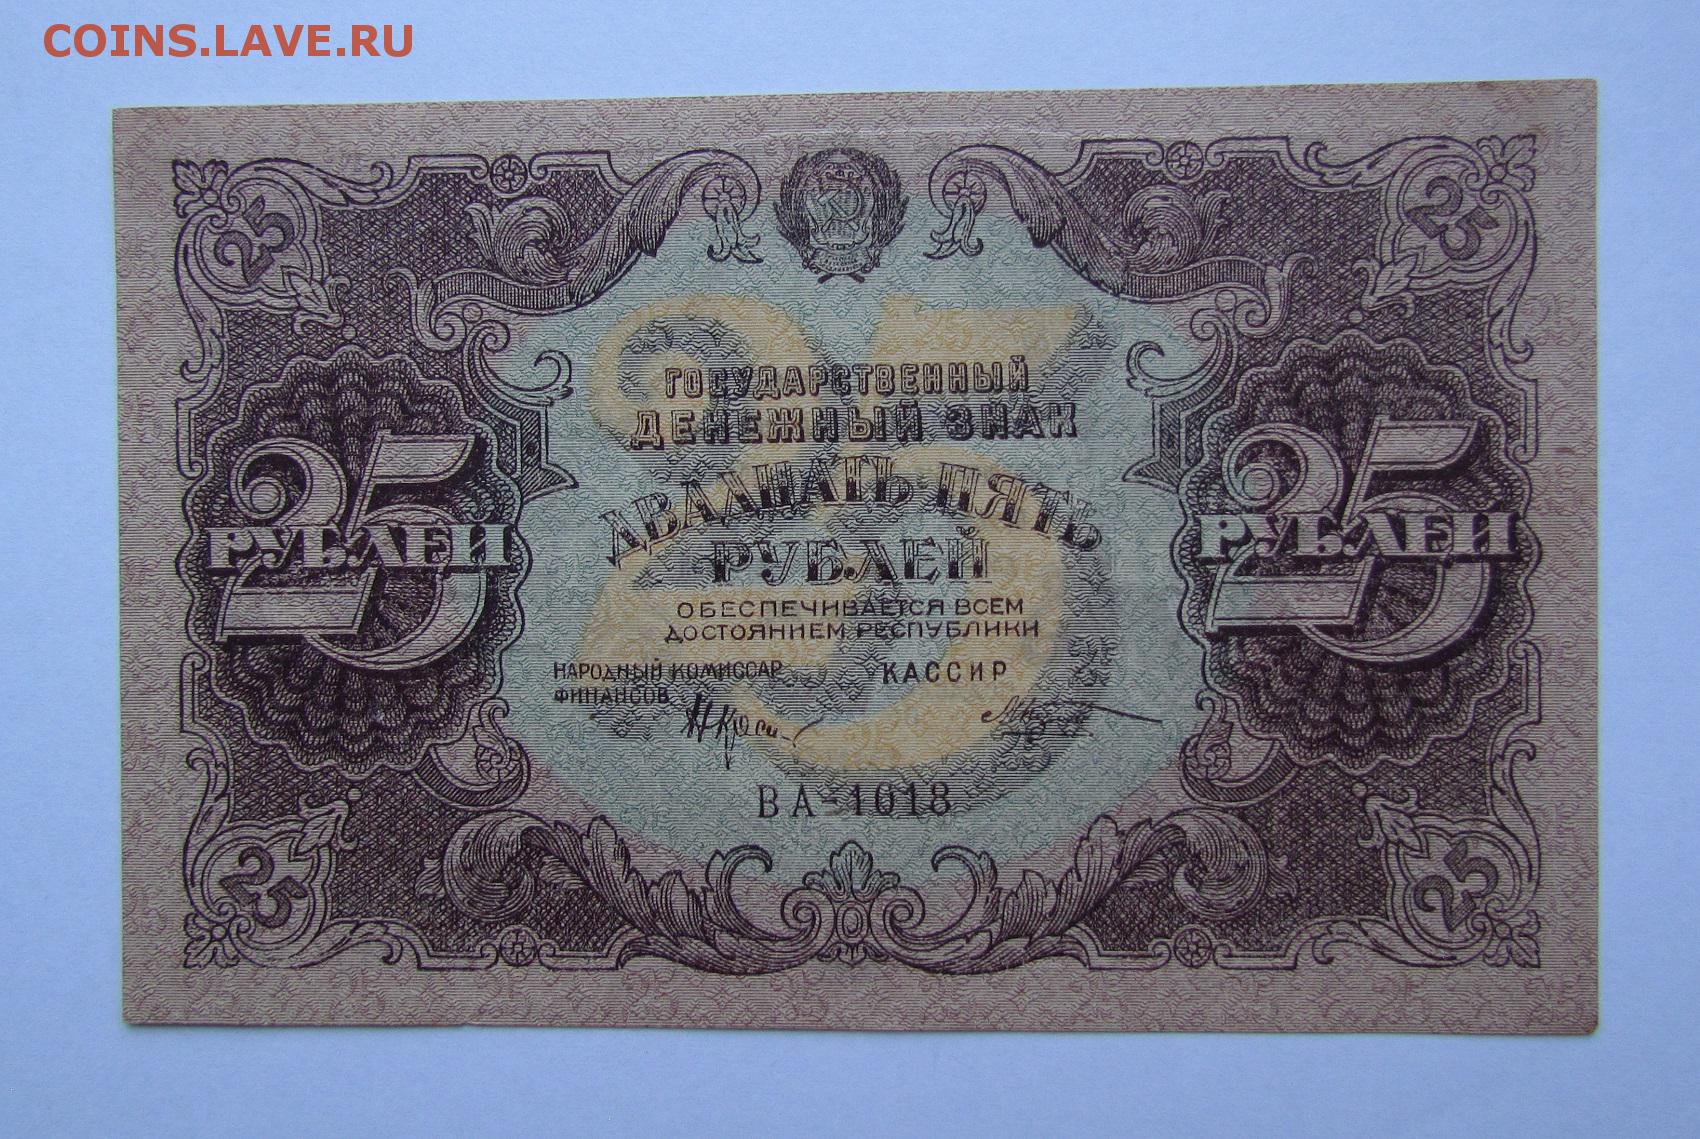 COINS.LAVE.RU
25
25
ГОСУДАРСТВЕННЫЙ
ДЕНЕЖНЫЙ ЗНАК
25
25
25
ДВАДЦАТЬ ПЯТЬ
РУБЛЕЙ
РУБЛЕЙ
РУБЛЕЙ
ОБЕСПЕЧИВАЕТСЯ ВСЕМ
ДОСТОЯНИЕМ РЕСПУБЛИКИ
НАРОДНЫЙ КОМИССАР КАССИР
ФИНАНСОВ
ВА-1018
25
25